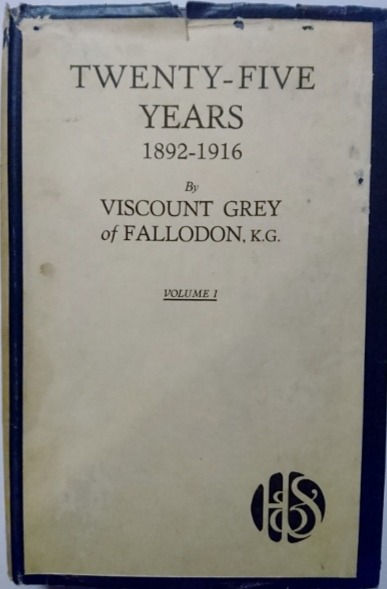 TWENTY-FIVE
YEARS
1892-1916
By
VISCOUNT GREY
of FALLODON, K.G.
VOLUME I
H&S